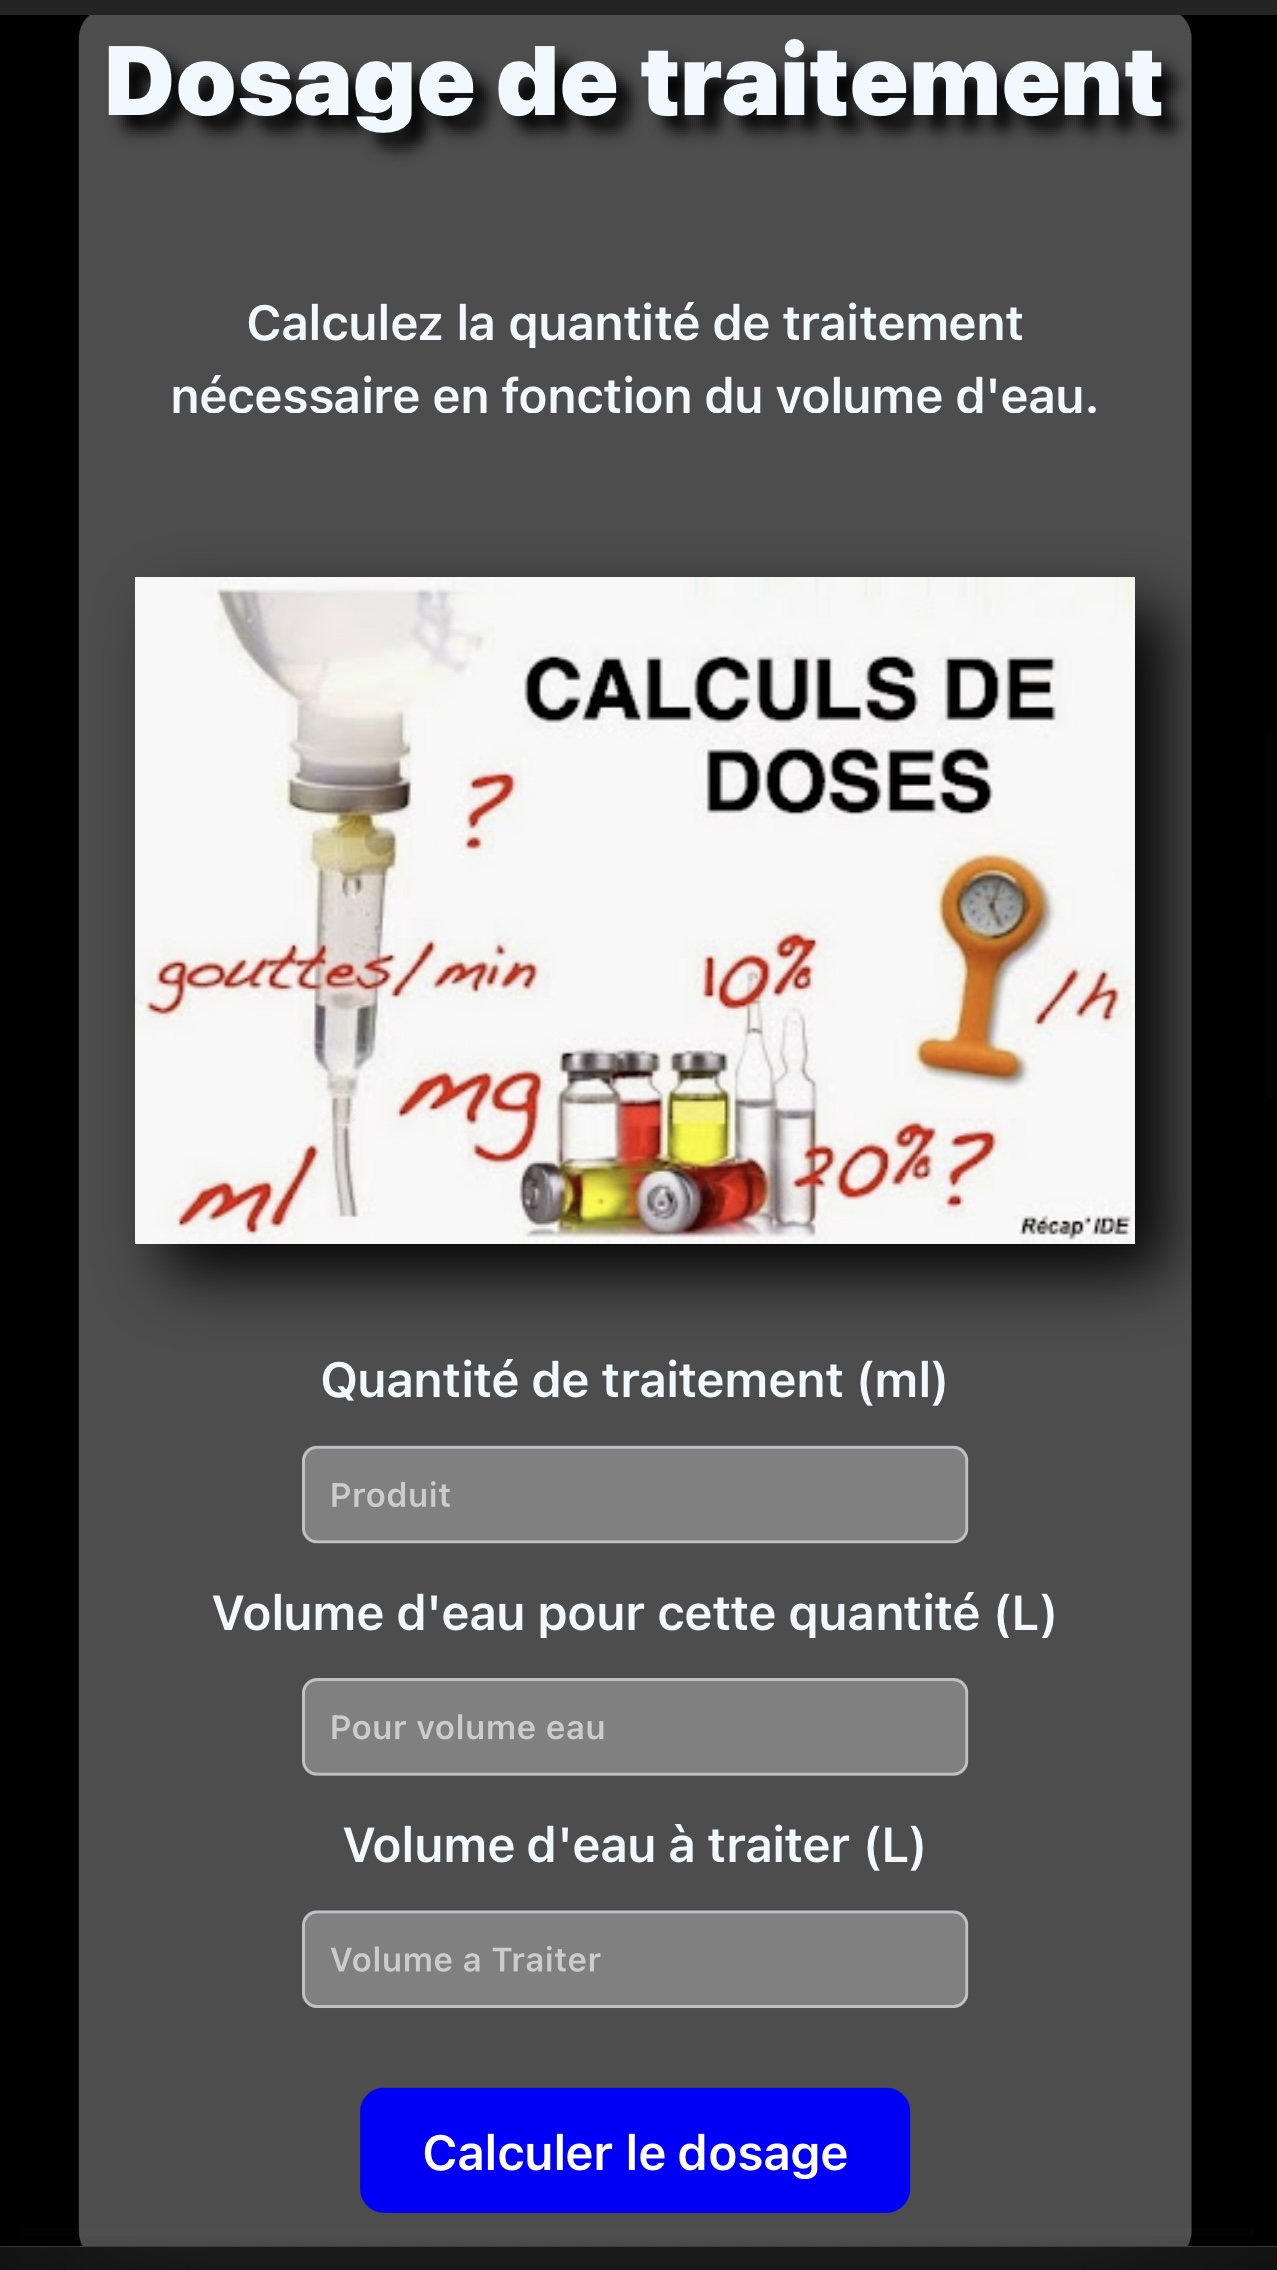 Dosage de traitement
Calculez la quantité de traitement
nécessaire en fonction du volume d'eau.
CALCULS DE
DOSES
?
gouttes/min
10%
/h
mg
ml
20%?
Récap' IDE
Quantité de traitement (ml)
Produit
Volume d'eau pour cette quantité (L)
Pour volume eau
Volume d'eau à traiter (L)
Volume a Traiter
Calculer le dosage